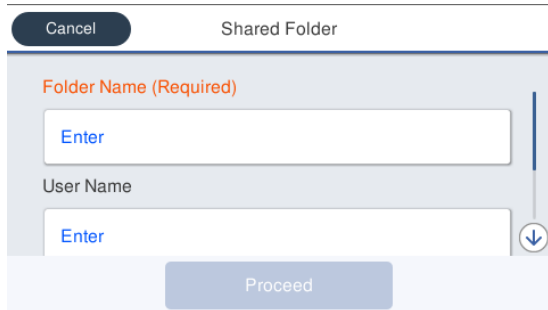 Cancel
Shared Folder
Folder Name (Required)
Enter
User Name
Enter
Proceed